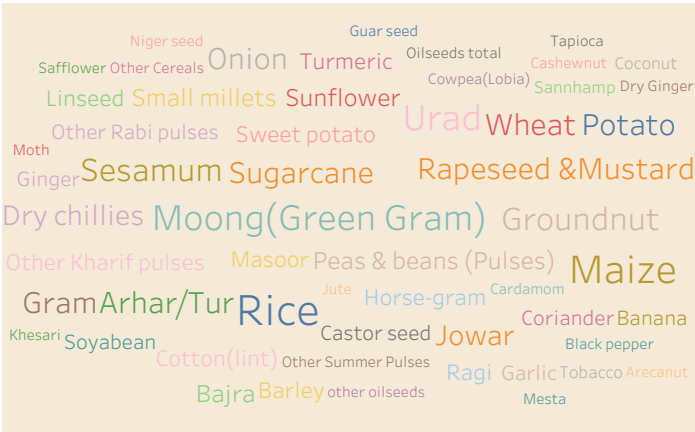 Guar seed
Niger seed
Tapioca
Onion
Turmeric
Oilseeds total
Safflower
Other Cereals
Cashewnut
Coconut
Cowpea(Lobia)
Sannhamp
Dry Ginger
Linseed
Small millets
Sunflower
Urad
Wheat
Potato
Other Rabi pulses
Sweet potato
Moth
Ginger
Sesamum
Sugarcane
Rapeseed &Mustard
Dry chillies
Moong(Green Gram)
Groundnut
Other Kharif pulses
Masoor
Peas & beans (Pulses)
Maize
Gram
Arhar/Tur
Rice
Jute
Horse-gram
Cardamom
Coriander
Banana
Khesari
Soyabean
Castor seed
Jowar
Black pepper
Cotton(lint)
Other Summer Pulses
Ragi
Garlic
Tobacco
Arecanut
Bajra
Barley
other oilseeds
Mesta